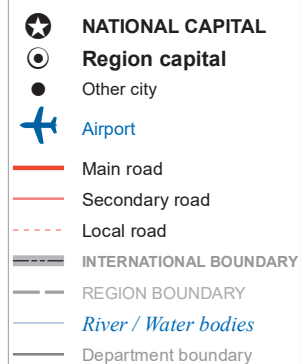 NATIONAL CAPITAL
Region capital
Other city
Airport
Main road
Secondary road
Local road
INTERNATIONAL BOUNDARY
REGION BOUNDARY
River / Water bodies
Department boundary